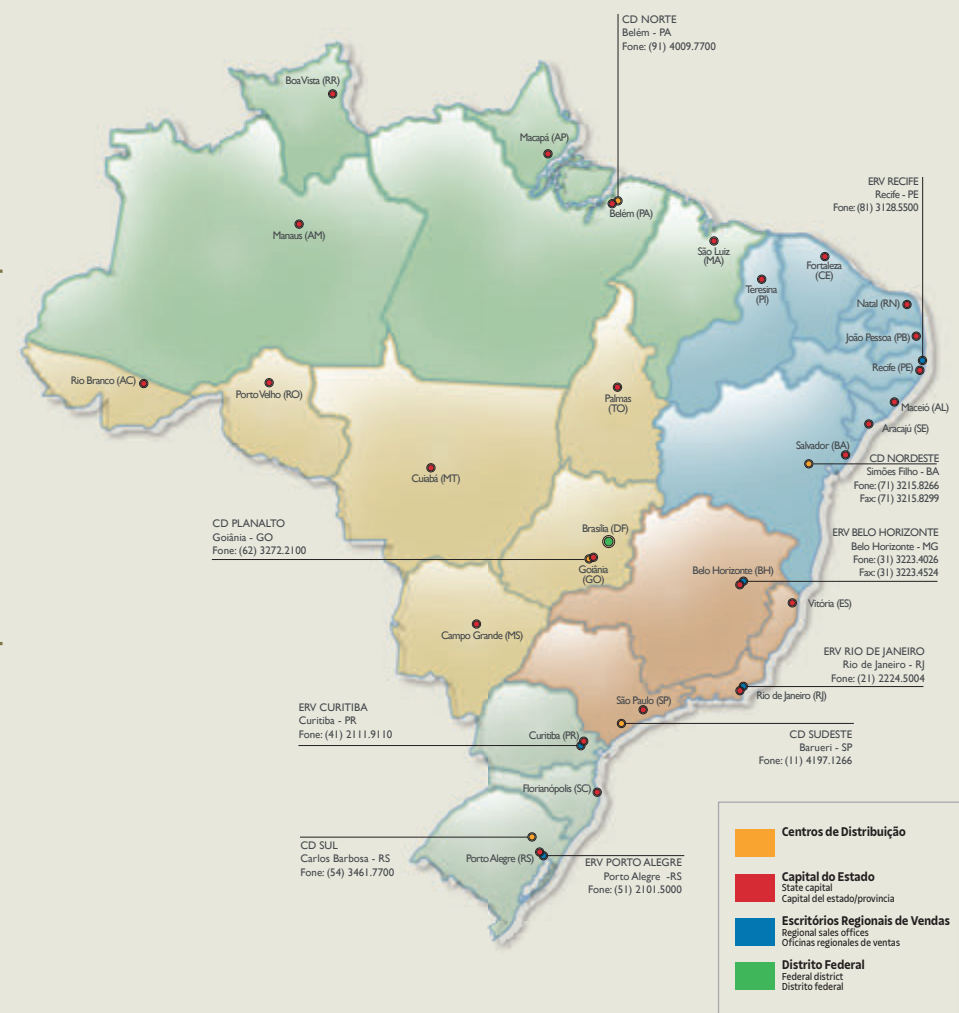 CD NORTE
Belém - PA
Fone: (91) 4009.7700
Boa Vista (RR)
Macapá (AP)
ERV RECIFE
Recife - PE
Fone: (81) 3128.5500
Belém (PA)
Manaus (AM)
São Luiz
(MA)
Fortaleza
(CE)
Teresina
(PI)
Natal (RN)
João Pessoa (PB)
Recife (PE)
Rio Branco (AC)
Porto Velho (RO)
Palmas
(TO)
Maceió (AL)
Aracajú (SE)
Salvador (BA)
CD NORDESTE
Simões Filho - BA
Fone: (71) 3215.8266
Fax: (71) 3215.8299
Cuiabá (MT)
CD PLANALTO
Goiânia - GO
Fone: (62) 3272.2100
Brasília (DF)
Goiânia
(GO)
ERV BELO HORIZONTE
Belo Horizonte - MG
Fone: (31) 3223.4026
Fax: (31) 3223.4524
Belo Horizonte (BH)
Vitória (ES)
Campo Grande (MS)
ERV RIO DE JANEIRO
Rio de Janeiro - RJ
Fone: (21) 2224.5004
Rio de Janeiro (RJ)
São Paulo (SP)
ERV CURITIBA
Curitiba - PR
Fone: (41) 2111.9110
Curitiba (PR)
CD SUDESTE
Barueri - SP
Fone: (11) 4197.1266
Florianópolis (SC)
CD SUL
Carlos Barbosa - RS
Fone: (54) 3461.7700
Porto Alegre (RS)
ERV PORTO ALEGRE
Porto Alegre -RS
Fone: (51) 2101.5000
Centros de Distribuição
Capital do Estado
State capital
Capital del estado/provincia
Escritórios Regionais de Vendas
Regional sales offices
Oficinas regionales de ventas
Distrito Federal
Federal district
Distrito federal